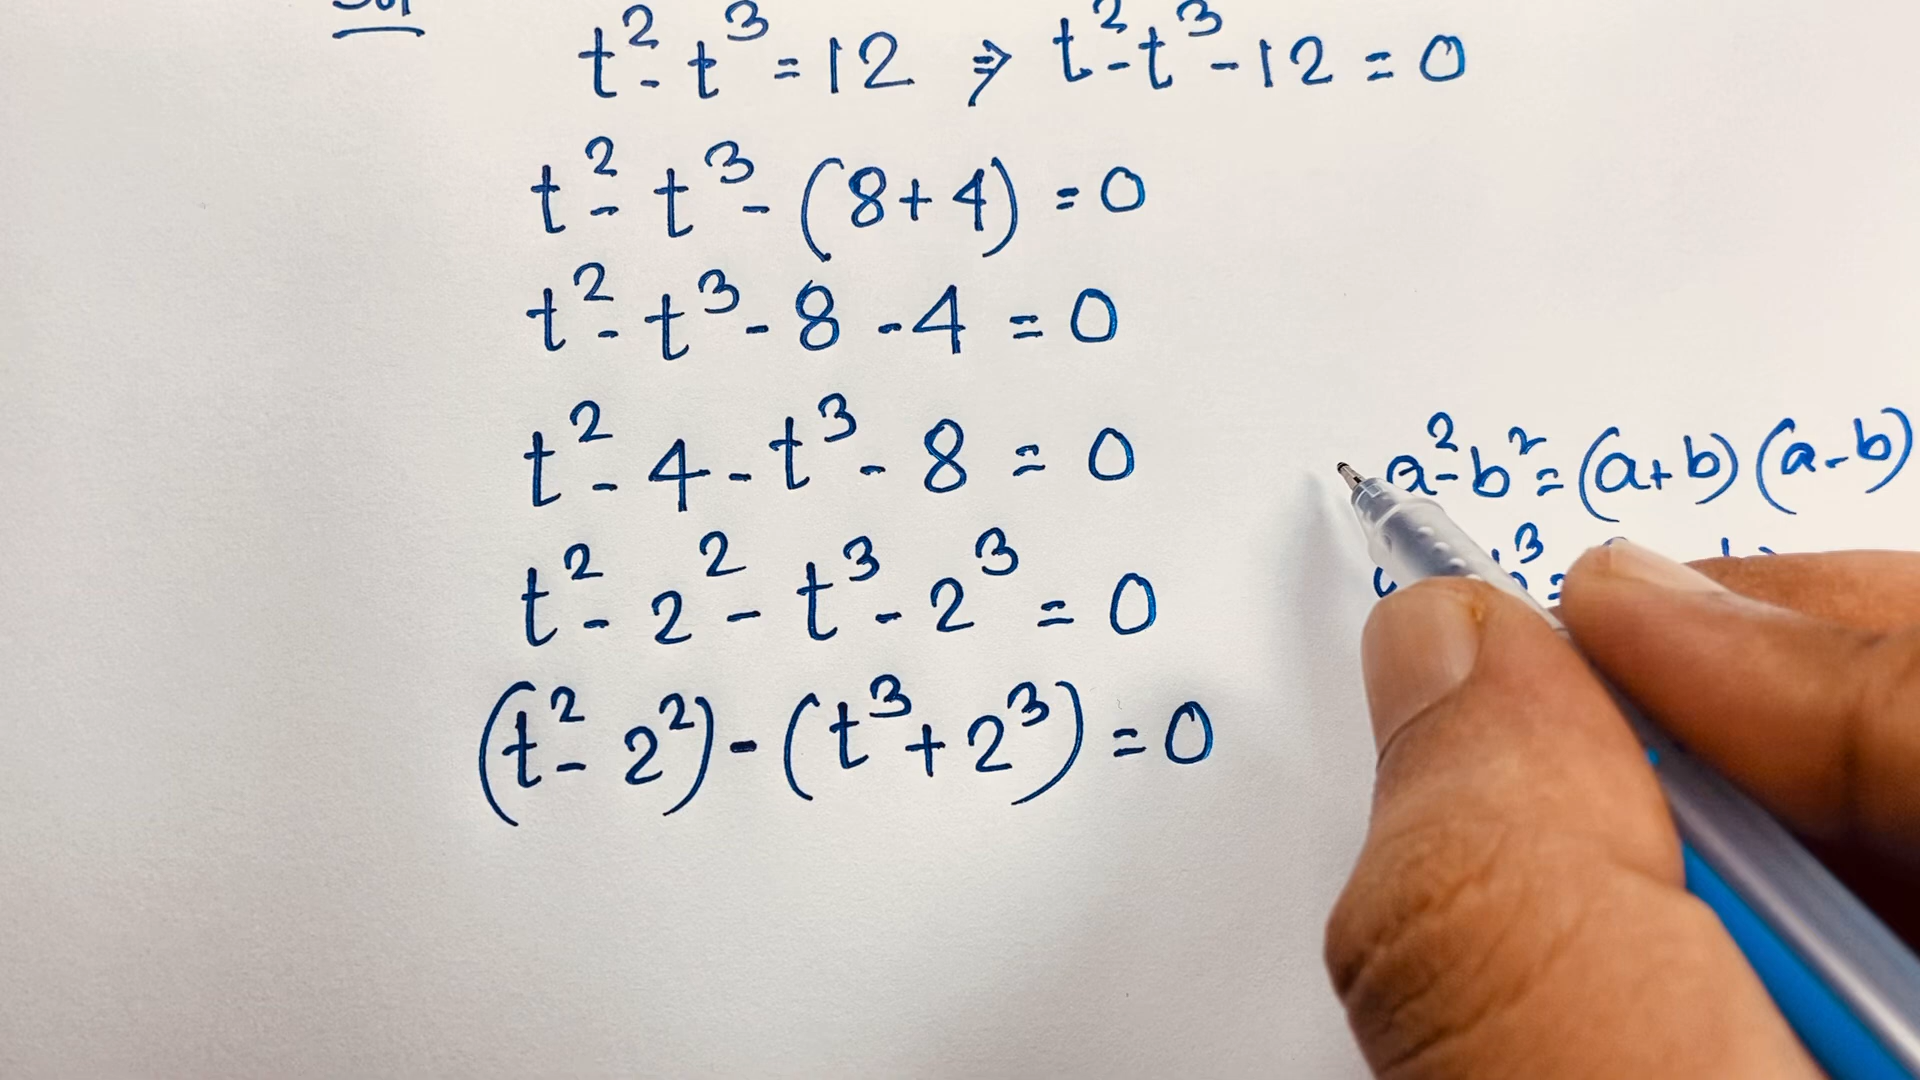 Sol
t² - t³ = 12 ⇒ t² - t³ - 12 = 0
t² - t³ - (8 + 4) = 0
t² - t³ - 8 - 4 = 0
t² - 4 - t³ - 8 = 0
t² - 2² - t³ - 2³ = 0
(t² - 2²) - (t³ + 2³) = 0
a² - b² = (a + b) (a - b)